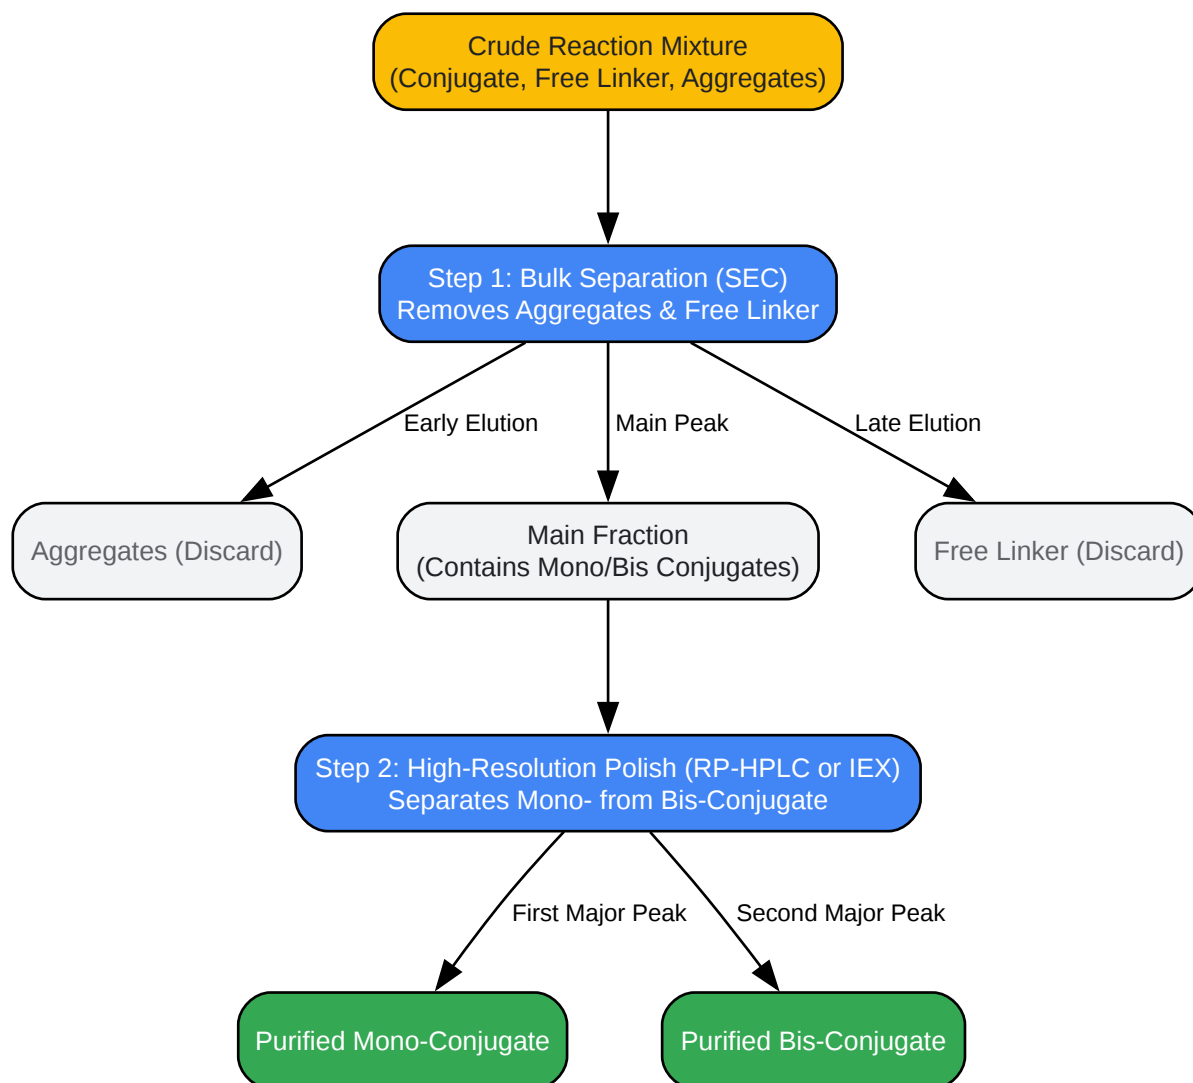 Crude Reaction Mixture
(Conjugate, Free Linker, Aggregates)
Step 1: Bulk Separation (SEC)
Removes Aggregates & Free Linker
Early Elution
Main Peak
Late Elution
Aggregates (Discard)
Main Fraction
(Contains Mono/Bis Conjugates)
Free Linker (Discard)
Step 2: High-Resolution Polish (RP-HPLC or IEX)
Separates Mono- from Bis-Conjugate
First Major Peak
Second Major Peak
Purified Mono-Conjugate
Purified Bis-Conjugate